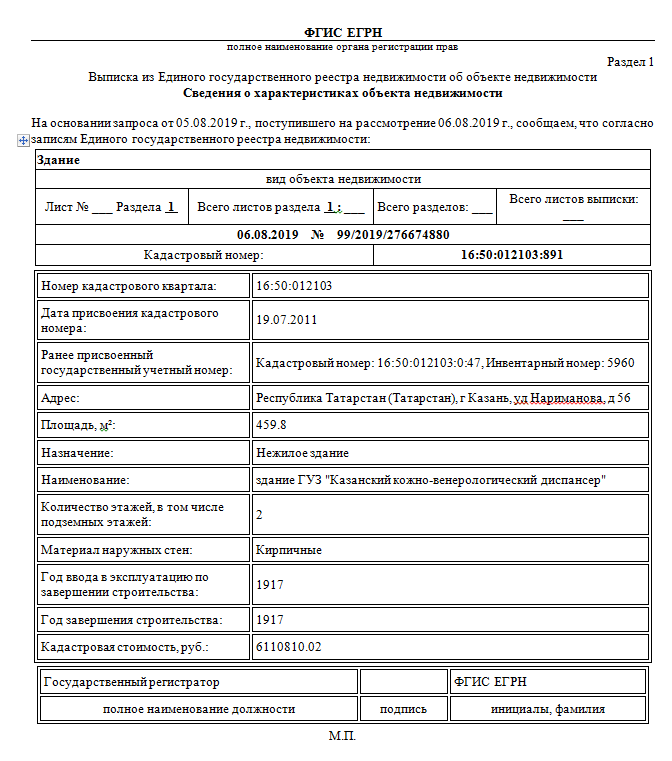 ФГИС ЕГРН
полное наименование органа регистрации прав
Раздел 1
Выписка из Единого государственного реестра недвижимости об объекте недвижимости
Сведения о характеристиках объекта недвижимости
На основании запроса от 05.08.2019 г., поступившего на рассмотрение 06.08.2019 г., сообщаем, что согласно
записям Единого государственного реестра недвижимости:
Здание
вид объекта недвижимости
Лист № ___ Раздела 1 Всего листов раздела 1 : ___ Всего разделов: ___ Всего листов выписки: ___
06.08.2019 № 99/2019/276674880
Кадастровый номер: 16:50:012103:891
Номер кадастрового квартала: 16:50:012103
Дата присвоения кадастрового
номера: 19.07.2011
Ранее присвоенный
государственный учетный номер: Кадастровый номер: 16:50:012103:0:47, Инвентарный номер: 5960
Адрес: Республика Татарстан (Татарстан), г Казань, ул Нариманова, д 56
Площадь, м²: 459.8
Назначение: Нежилое здание
Наименование: здание ГУЗ "Казанский кожно-венерологический диспансер"
Количество этажей, в том числе
подземных этажей: 2
Материал наружных стен: Кирпичные
Год ввода в эксплуатацию по
завершении строительства: 1917
Год завершения строительства: 1917
Кадастровая стоимость, руб.: 6110810.02
Государственный регистратор ФГИС ЕГРН
полное наименование должности подпись инициалы, фамилия
М.П.